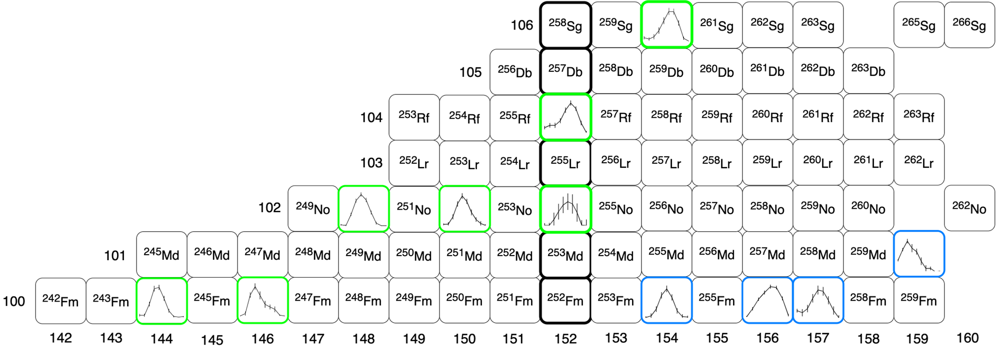 106 ²⁵⁸Sg ²⁵⁹Sg ²⁶¹Sg ²⁶²Sg ²⁶³Sg ²⁶⁵Sg ²⁶⁶Sg
105 ²⁵⁶Db ²⁵⁷Db ²⁵⁸Db ²⁵⁹Db ²⁶⁰Db ²⁶¹Db ²⁶²Db ²⁶³Db
104 ²⁵³Rf ²⁵⁴Rf ²⁵⁵Rf ²⁵⁷Rf ²⁵⁸Rf ²⁵⁹Rf ²⁶⁰Rf ²⁶¹Rf ²⁶²Rf ²⁶³Rf
103 ²⁵²Lr ²⁵³Lr ²⁵⁴Lr ²⁵⁵Lr ²⁵⁶Lr ²⁵⁷Lr ²⁵⁸Lr ²⁵⁹Lr ²⁶⁰Lr ²⁶¹Lr ²⁶²Lr
102 ²⁴⁹No ²⁵¹No ²⁵³No ²⁵⁵No ²⁵⁶No ²⁵⁷No ²⁵⁸No ²⁵⁹No ²⁶⁰No ²⁶²No
101 ²⁴⁵Md ²⁴⁶Md ²⁴⁷Md ²⁴⁸Md ²⁴⁹Md ²⁵⁰Md ²⁵¹Md ²⁵²Md ²⁵³Md ²⁵⁴Md ²⁵⁵Md ²⁵⁶Md ²⁵⁷Md ²⁵⁸Md ²⁵⁹Md
100 ²⁴²Fm ²⁴³Fm ²⁴⁵Fm ²⁴⁷Fm ²⁴⁸Fm ²⁴⁹Fm ²⁵⁰Fm ²⁵¹Fm ²⁵²Fm ²⁵³Fm ²⁵⁵Fm ²⁵⁸Fm ²⁵⁹Fm
142 143 144 145 146 147 148 149 150 151 152 153 154 155 156 157 158 159 160